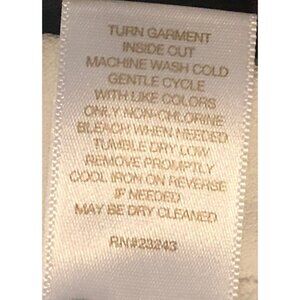 TURN GARMENT
INSIDE OUT
MACHINE WASH COLD
GENTLE CYCLE
WITH LIKE COLORS
ONLY NON-CHLORINE
BLEACH WHEN NEEDED
TUMBLE DRY LOW
REMOVE PROMPTLY
COOL IRON ON REVERSE
IF NEEDED
MAY BE DRY CLEANED
RN#23243